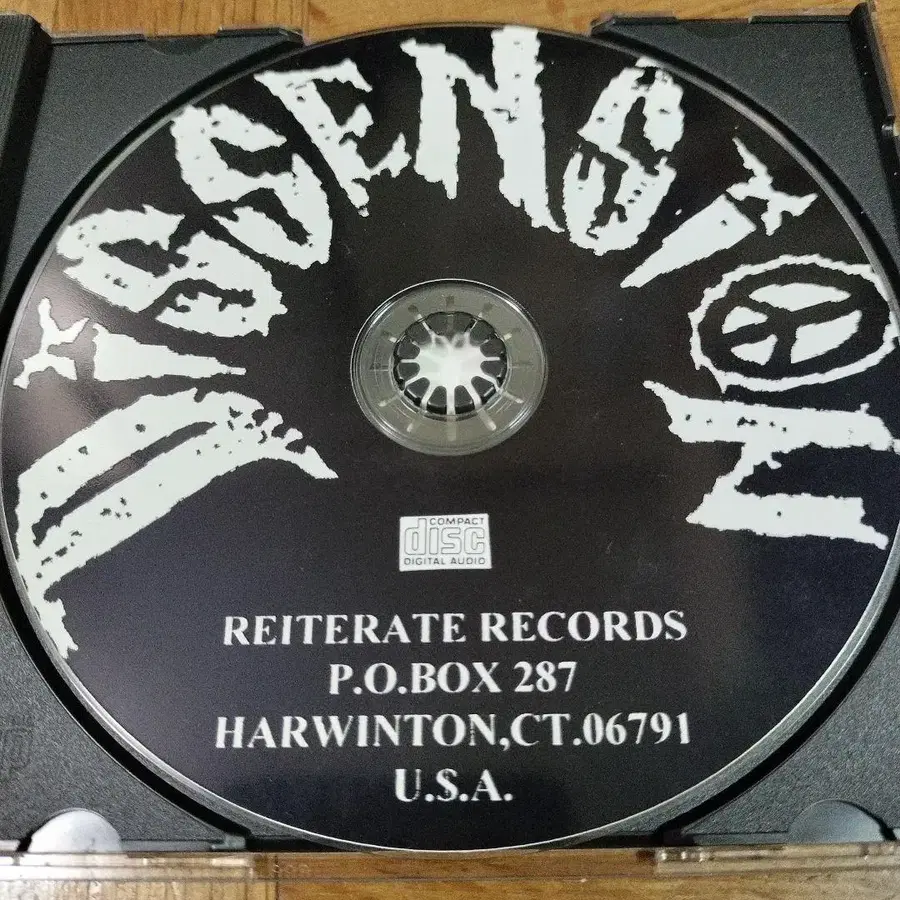 DISSENSION
COMPACT
disc
DIGITAL AUDIO
REITERATE RECORDS
P.O.BOX 287
HARWINTON,CT.06791
U.S.A.